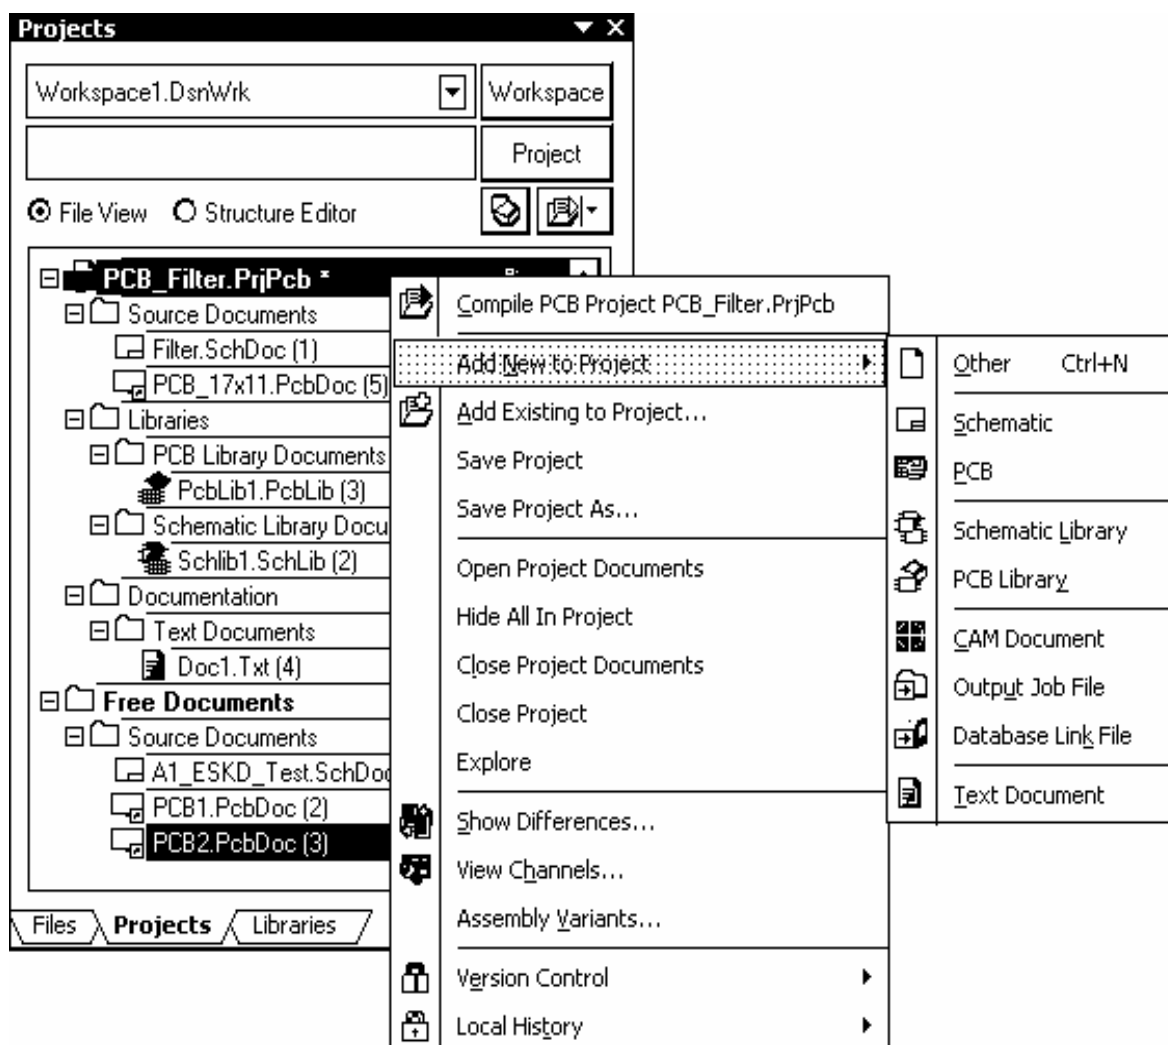 Projects
Workspace1.DsnWrk
Workspace
Project
File View
Structure Editor
PCB_Filter.PrjPcb *
Source Documents
Filter.SchDoc (1)
PCB_17x11.PcbDoc (5)
Libraries
PCB Library Documents
PcbLib1.PcbLib (3)
Schematic Library Docu
Schlib1.SchLib (2)
Documentation
Text Documents
Doc1.Txt (4)
Free Documents
Source Documents
A1_ESKD_Test.SchDoc
PCB1.PcbDoc (2)
PCB2.PcbDoc (3)
Files
Projects
Libraries
Compile PCB Project PCB_Filter.PrjPcb
Add New to Project
Add Existing to Project...
Save Project
Save Project As...
Open Project Documents
Hide All In Project
Close Project Documents
Close Project
Explore
Show Differences...
View Channels...
Assembly Variants...
Version Control
Local History
Other Ctrl+N
Schematic
PCB
Schematic Library
PCB Library
CAM Document
Output Job File
Database Link File
Text Document